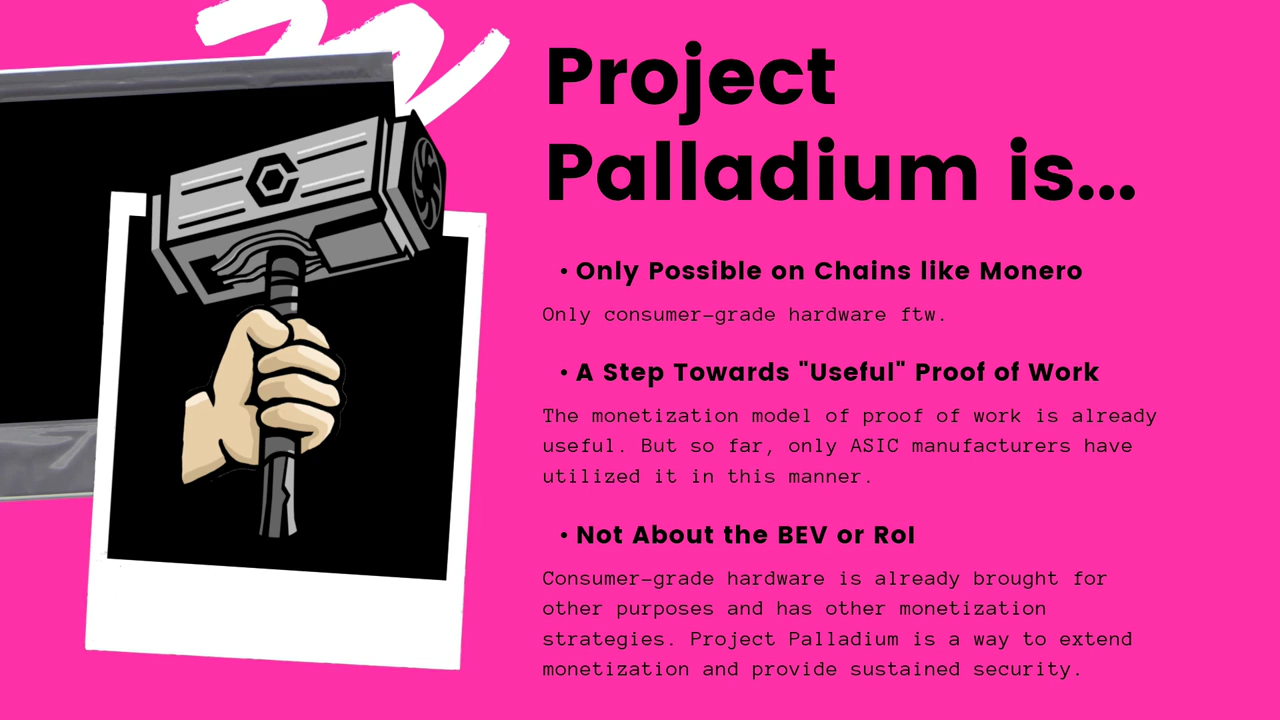 Project
Palladium is...
• Only Possible on Chains like Monero
Only consumer-grade hardware ftw.
• A Step Towards "Useful" Proof of Work
The monetization model of proof of work is already
useful. But so far, only ASIC manufacturers have
utilized it in this manner.
• Not About the BEV or RoI
Consumer-grade hardware is already brought for
other purposes and has other monetization
strategies. Project Palladium is a way to extend
monetization and provide sustained security.